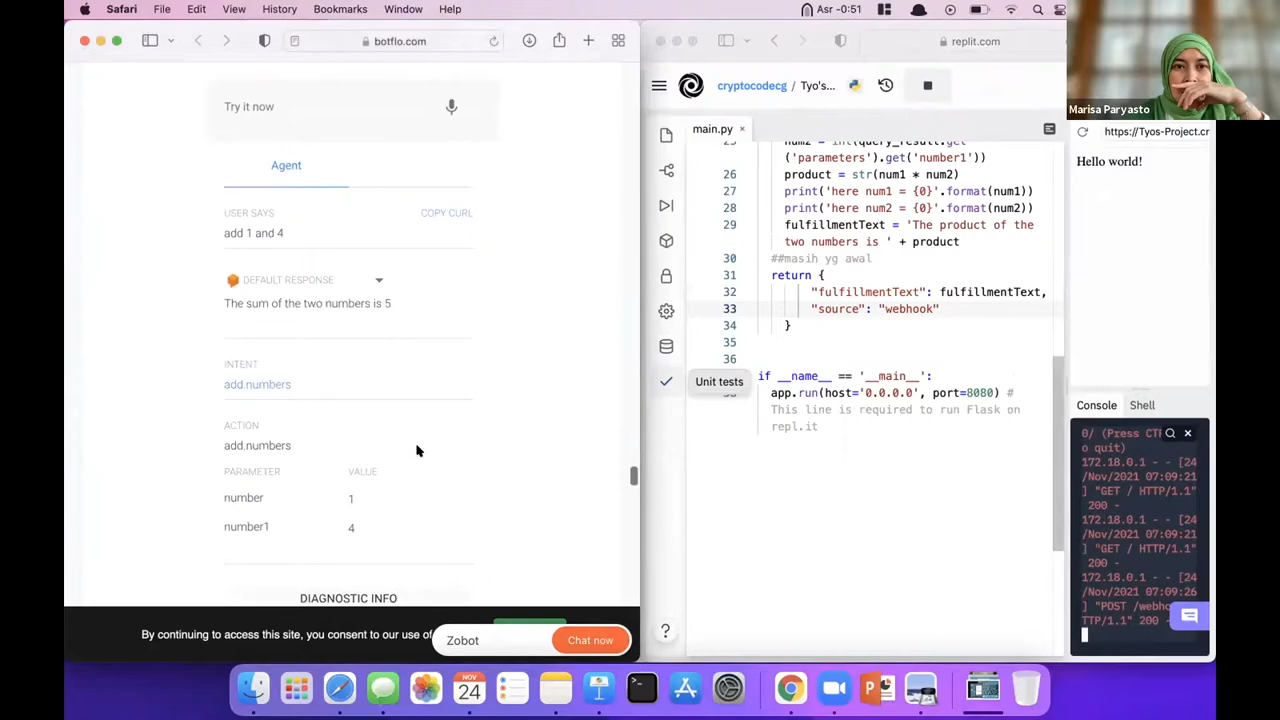 Safari File Edit View History Bookmarks Window Help
Asr -0:51
botflo.com
Try it now
Agent
USER SAYS COPY CURL
add 1 and 4
DEFAULT RESPONSE
The sum of the two numbers is 5
INTENT
add.numbers
ACTION
add.numbers
PARAMETER VALUE
number 1
number1 4
DIAGNOSTIC INFO
By continuing to access this site, you consent to our use of
Zobot Chat now
replit.com
cryptocodecg / Tyo's...
main.py ×
('parameters').get('number1'))
26 product = str(num1 * num2)
27 print('here num1 = {0}'.format(num1))
28 print('here num2 = {0}'.format(num2))
29 fulfillmentText = 'The product of the
two numbers is ' + product
30 ##masih yg awal
31 return {
32 "fulfillmentText": fulfillmentText,
33 "source": "webhook"
34 }
35
36
Unit tests
if __name__ == '__main__':
app.run(host='0.0.0.0', port=8080) #
This line is required to run Flask on
repl.it
Marisa Paryasto
https://Tyos-Project.cr
Hello world!
Console Shell
0/ (Press CT
o quit)
172.18.0.1 - - [24
/Nov/2021 07:09:21
] "GET / HTTP/1.1"
200 -
172.18.0.1 - - [24
/Nov/2021 07:09:21
] "GET / HTTP/1.1"
200 -
172.18.0.1 - - [24
/Nov/2021 07:09:26
] "POST /webho
TTP/1.1" 200 -
NOV
24